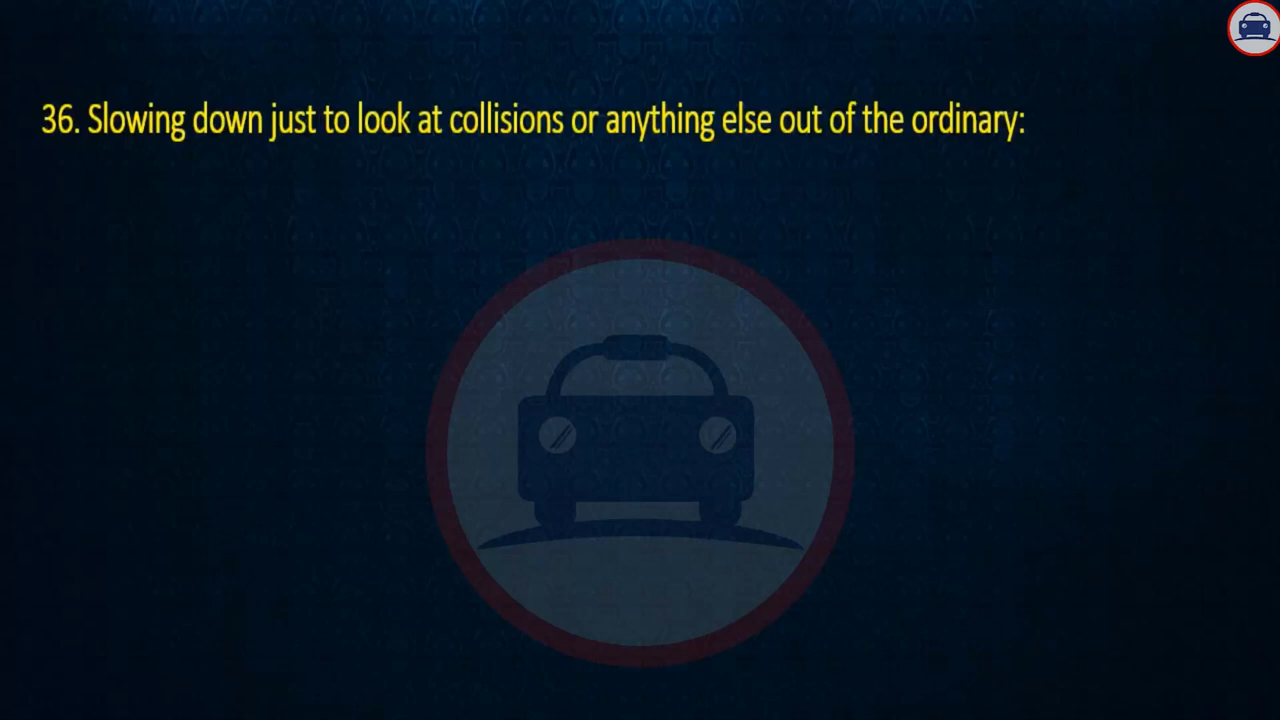 36. Slowing down just to look at collisions or anything else out of the ordinary: